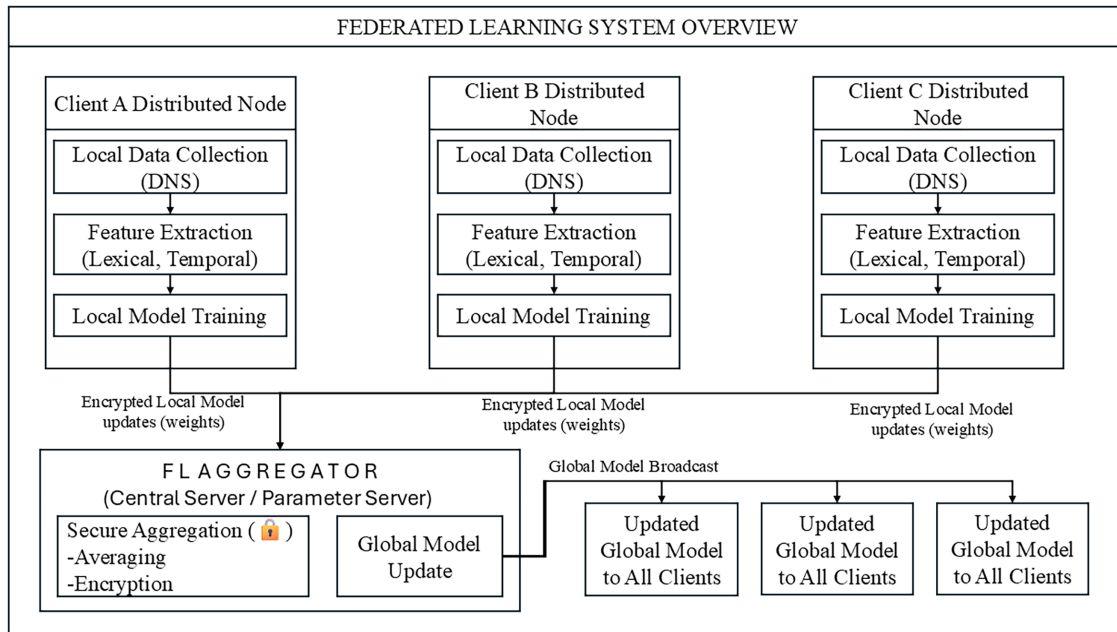 FEDERATED LEARNING SYSTEM OVERVIEW
Client A Distributed Node
Local Data Collection
(DNS)
Feature Extraction
(Lexical, Temporal)
Local Model Training
Client B Distributed
Node
Local Data Collection
(DNS)
Feature Extraction
(Lexical, Temporal)
Local Model Training
Client C Distributed
Node
Local Data Collection
(DNS)
Feature Extraction
(Lexical, Temporal)
Local Model Training
Encrypted Local Model
updates (weights)
Encrypted Local Model
updates (weights)
Encrypted Local Model
updates (weights)
FL AGGREGATOR
(Central Server / Parameter Server)
Secure Aggregation (🔒)
-Averaging
-Encryption
Global Model
Update
Global Model Broadcast
Updated
Global Model
to All Clients
Updated
Global Model
to All Clients
Updated
Global Model
to All Clients